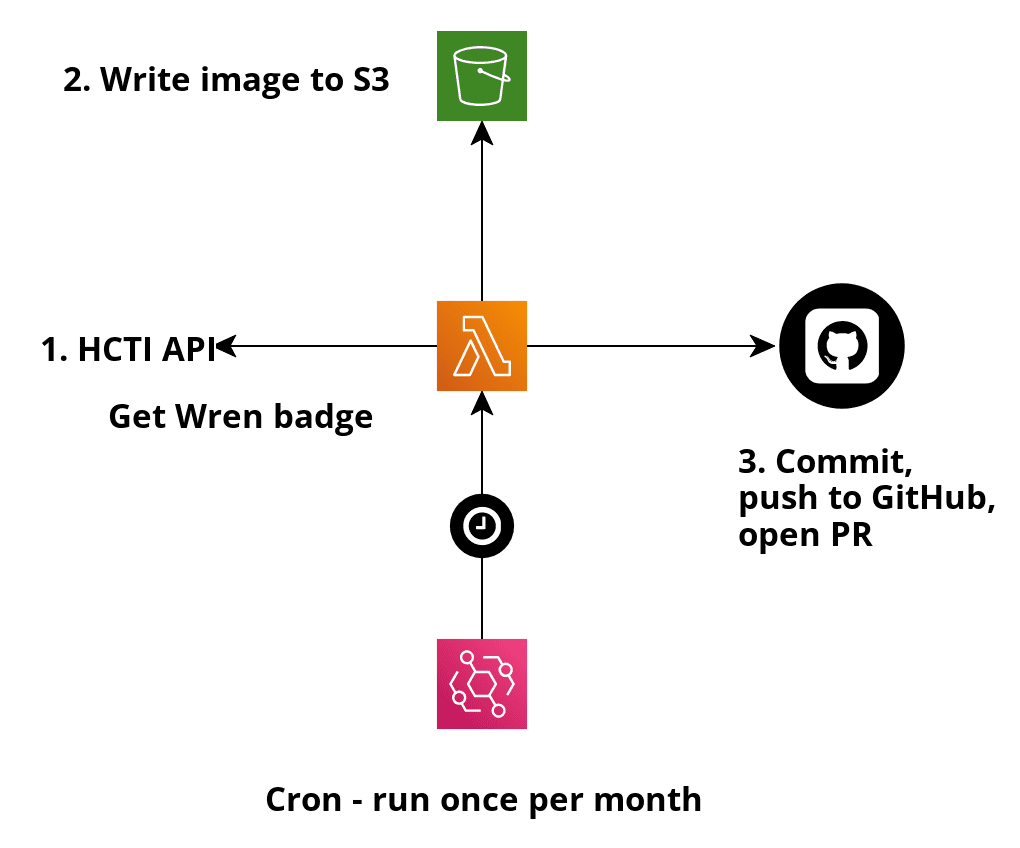 2. Write image to S3
1. HCTI API
Get Wren badge
3. Commit,
push to GitHub,
open PR
Cron - run once per month